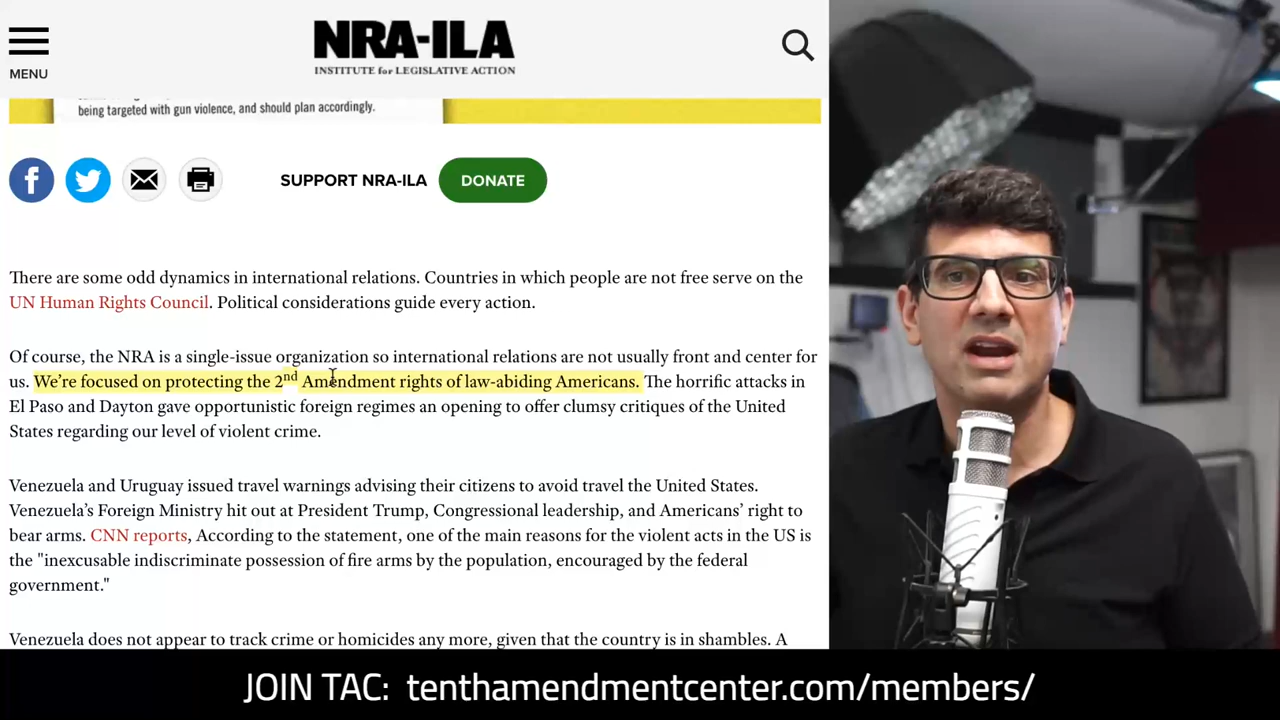 NRA-ILA
INSTITUTE for LEGISLATIVE ACTION
MENU
being targeted with gun violence, and should plan accordingly.
SUPPORT NRA-ILA DONATE
There are some odd dynamics in international relations. Countries in which people are not free serve on the
UN Human Rights Council. Political considerations guide every action.
Of course, the NRA is a single-issue organization so international relations are not usually front and center for
us. We’re focused on protecting the 2nd Amendment rights of law-abiding Americans. The horrific attacks in
El Paso and Dayton gave opportunistic foreign regimes an opening to offer clumsy critiques of the United
States regarding our level of violent crime.
Venezuela and Uruguay issued travel warnings advising their citizens to avoid travel the United States.
Venezuela’s Foreign Ministry hit out at President Trump, Congressional leadership, and Americans’ right to
bear arms. CNN reports, According to the statement, one of the main reasons for the violent acts in the US is
the "inexcusable indiscriminate possession of fire arms by the population, encouraged by the federal
government."
Venezuela does not appear to track crime or homicides any more, given that the country is in shambles. A
JOIN TAC: tenthamendmentcenter.com/members/